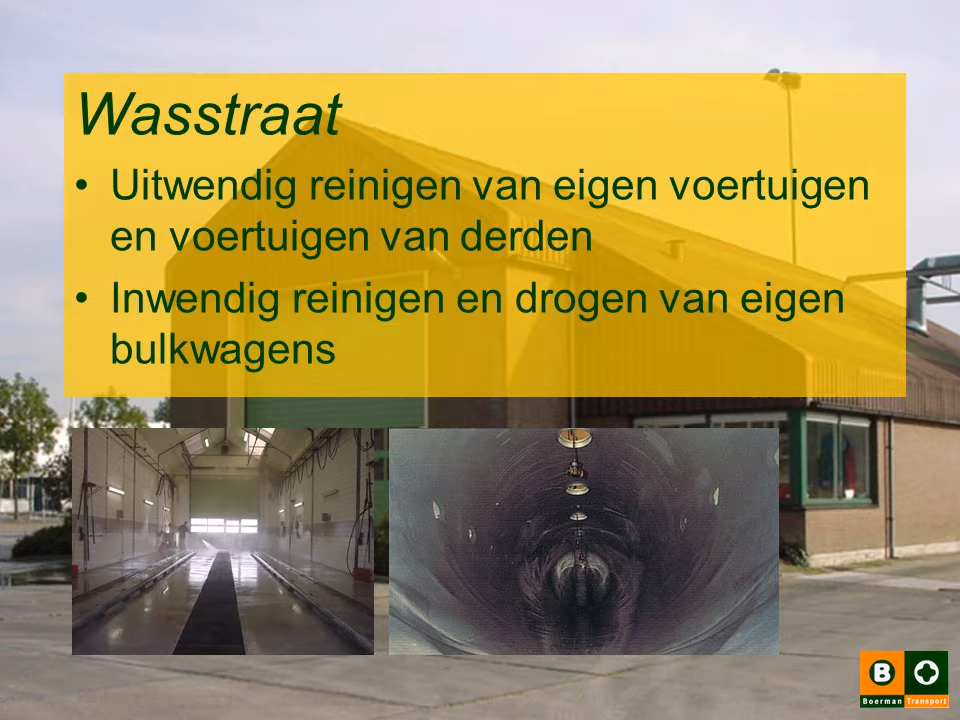 Wasstraat
• Uitwendig reinigen van eigen voertuigen
en voertuigen van derden
• Inwendig reinigen en drogen van eigen
bulkwagens
B
Boerman Transport